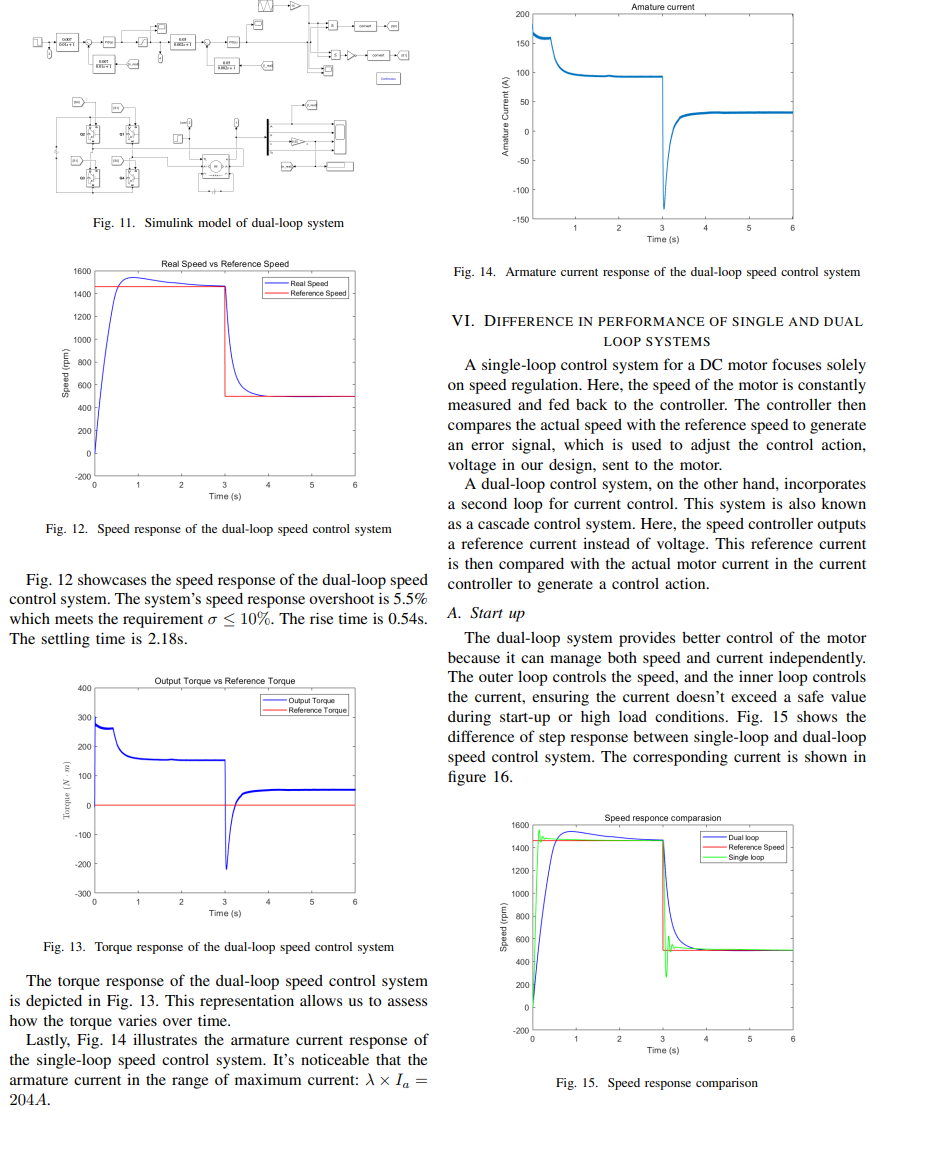 Fig. 11. Simulink model of dual-loop system
Real Speed vs Reference Speed
Real Speed
Reference Speed
1600
1400
1200
1000
800
600
400
200
0
-200
Speed (rpm)
0 1 2 3 4 5 6
Time (s)
Fig. 12. Speed response of the dual-loop speed control system
Fig. 12 showcases the speed response of the dual-loop speed
control system. The system's speed response overshoot is 5.5%
which meets the requirement σ ≤ 10%. The rise time is 0.54s.
The settling time is 2.18s.
Output Torque vs Reference Torque
Output Torque
Reference Torque
400
300
200
100
0
-100
-200
-300
Torque (N · m)
0 1 2 3 4 5 6
Time (s)
Fig. 13. Torque response of the dual-loop speed control system
The torque response of the dual-loop speed control system
is depicted in Fig. 13. This representation allows us to assess
how the torque varies over time.
Lastly, Fig. 14 illustrates the armature current response of
the single-loop speed control system. It's noticeable that the
armature current in the range of maximum current: λ × Ia =
204A.
Amature current
200
150
100
50
0
-50
-100
-150
Amature Current (A)
1 2 3 4 5 6
Time (s)
Fig. 14. Armature current response of the dual-loop speed control system
VI. DIFFERENCE IN PERFORMANCE OF SINGLE AND DUAL
LOOP SYSTEMS
A single-loop control system for a DC motor focuses solely
on speed regulation. Here, the speed of the motor is constantly
measured and fed back to the controller. The controller then
compares the actual speed with the reference speed to generate
an error signal, which is used to adjust the control action,
voltage in our design, sent to the motor.
A dual-loop control system, on the other hand, incorporates
a second loop for current control. This system is also known
as a cascade control system. Here, the speed controller outputs
a reference current instead of voltage. This reference current
is then compared with the actual motor current in the current
controller to generate a control action.
A. Start up
The dual-loop system provides better control of the motor
because it can manage both speed and current independently.
The outer loop controls the speed, and the inner loop controls
the current, ensuring the current doesn't exceed a safe value
during start-up or high load conditions. Fig. 15 shows the
difference of step response between single-loop and dual-loop
speed control system. The corresponding current is shown in
figure 16.
Speed responce comparasion
Dual loop
Reference Speed
Single loop
1600
1400
1200
1000
800
600
400
200
0
-200
Speed (rpm)
0 1 2 3 4 5 6
Time (s)
Fig. 15. Speed response comparison